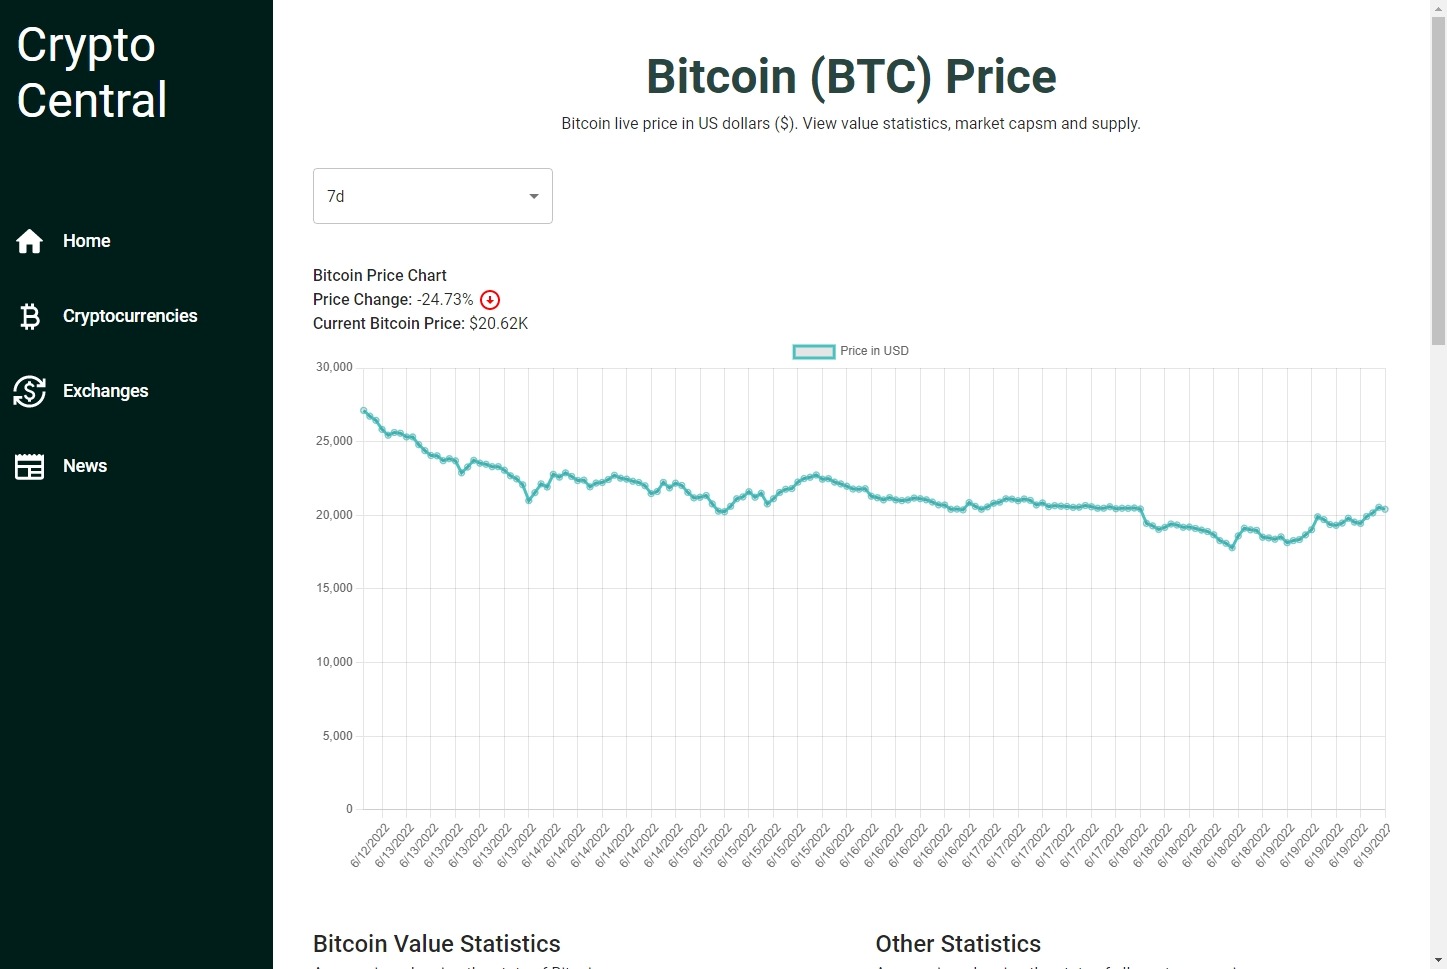 Crypto
Central
Home
Cryptocurrencies
Exchanges
News
Bitcoin (BTC) Price
Bitcoin live price in US dollars ($). View value statistics, market capsm and supply.
7d
Bitcoin Price Chart
Price Change: -24.73%
Current Bitcoin Price: $20.62K
Price in USD
30,000
25,000
20,000
15,000
10,000
5,000
0
6/12/2022 6/13/2022 6/13/2022 6/13/2022 6/13/2022 6/13/2022 6/13/2022 6/14/2022 6/14/2022 6/14/2022 6/14/2022 6/14/2022 6/14/2022 6/15/2022 6/15/2022 6/15/2022 6/15/2022 6/15/2022 6/15/2022 6/16/2022 6/16/2022 6/16/2022 6/16/2022 6/16/2022 6/16/2022 6/17/2022 6/17/2022 6/17/2022 6/17/2022 6/17/2022 6/17/2022 6/18/2022 6/18/2022 6/18/2022 6/18/2022 6/18/2022 6/18/2022 6/19/2022 6/19/2022 6/19/2022 6/19/2022 6/19/2022
Bitcoin Value Statistics
Other Statistics